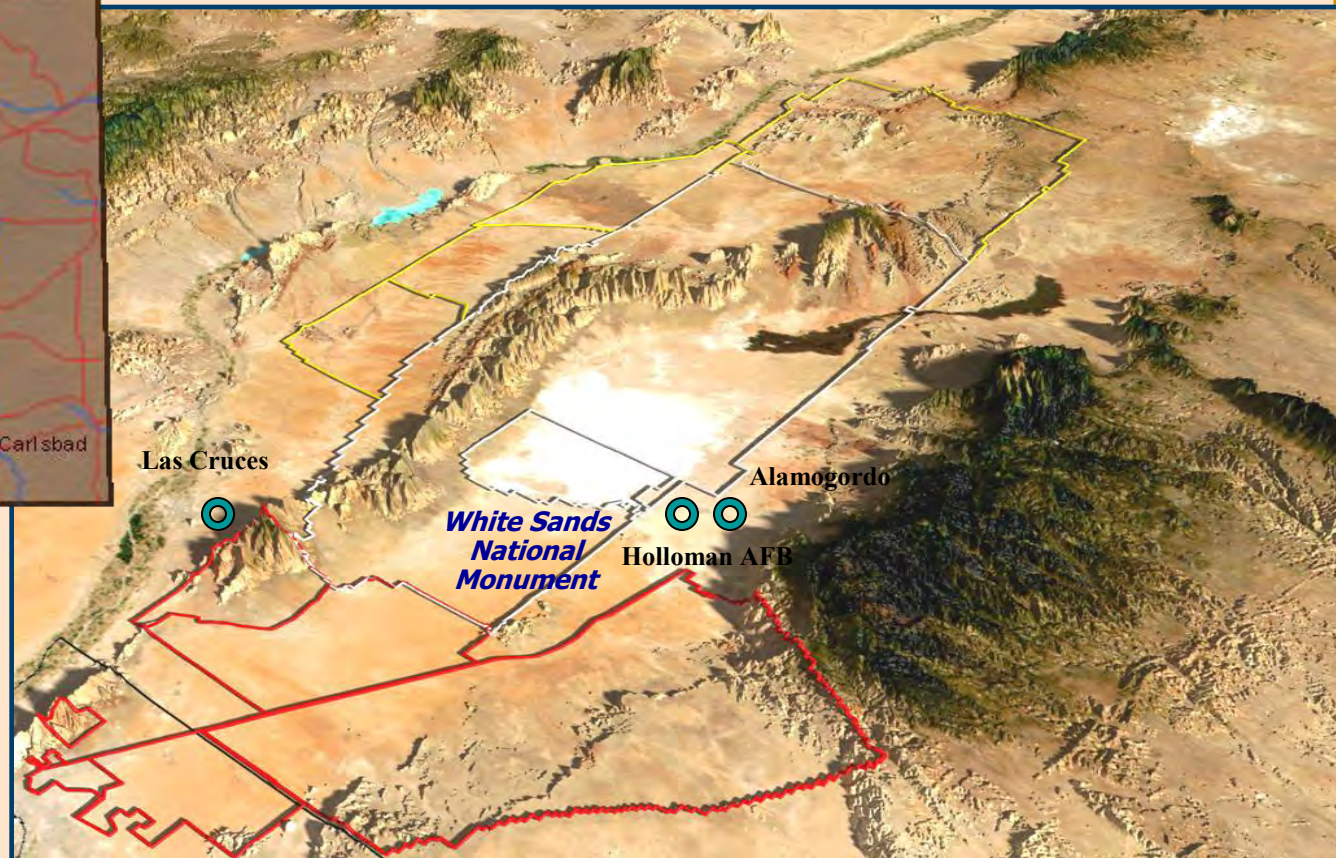 Carlsbad
Las Cruces
Alamogordo
White Sands
National
Monument
Holloman AFB